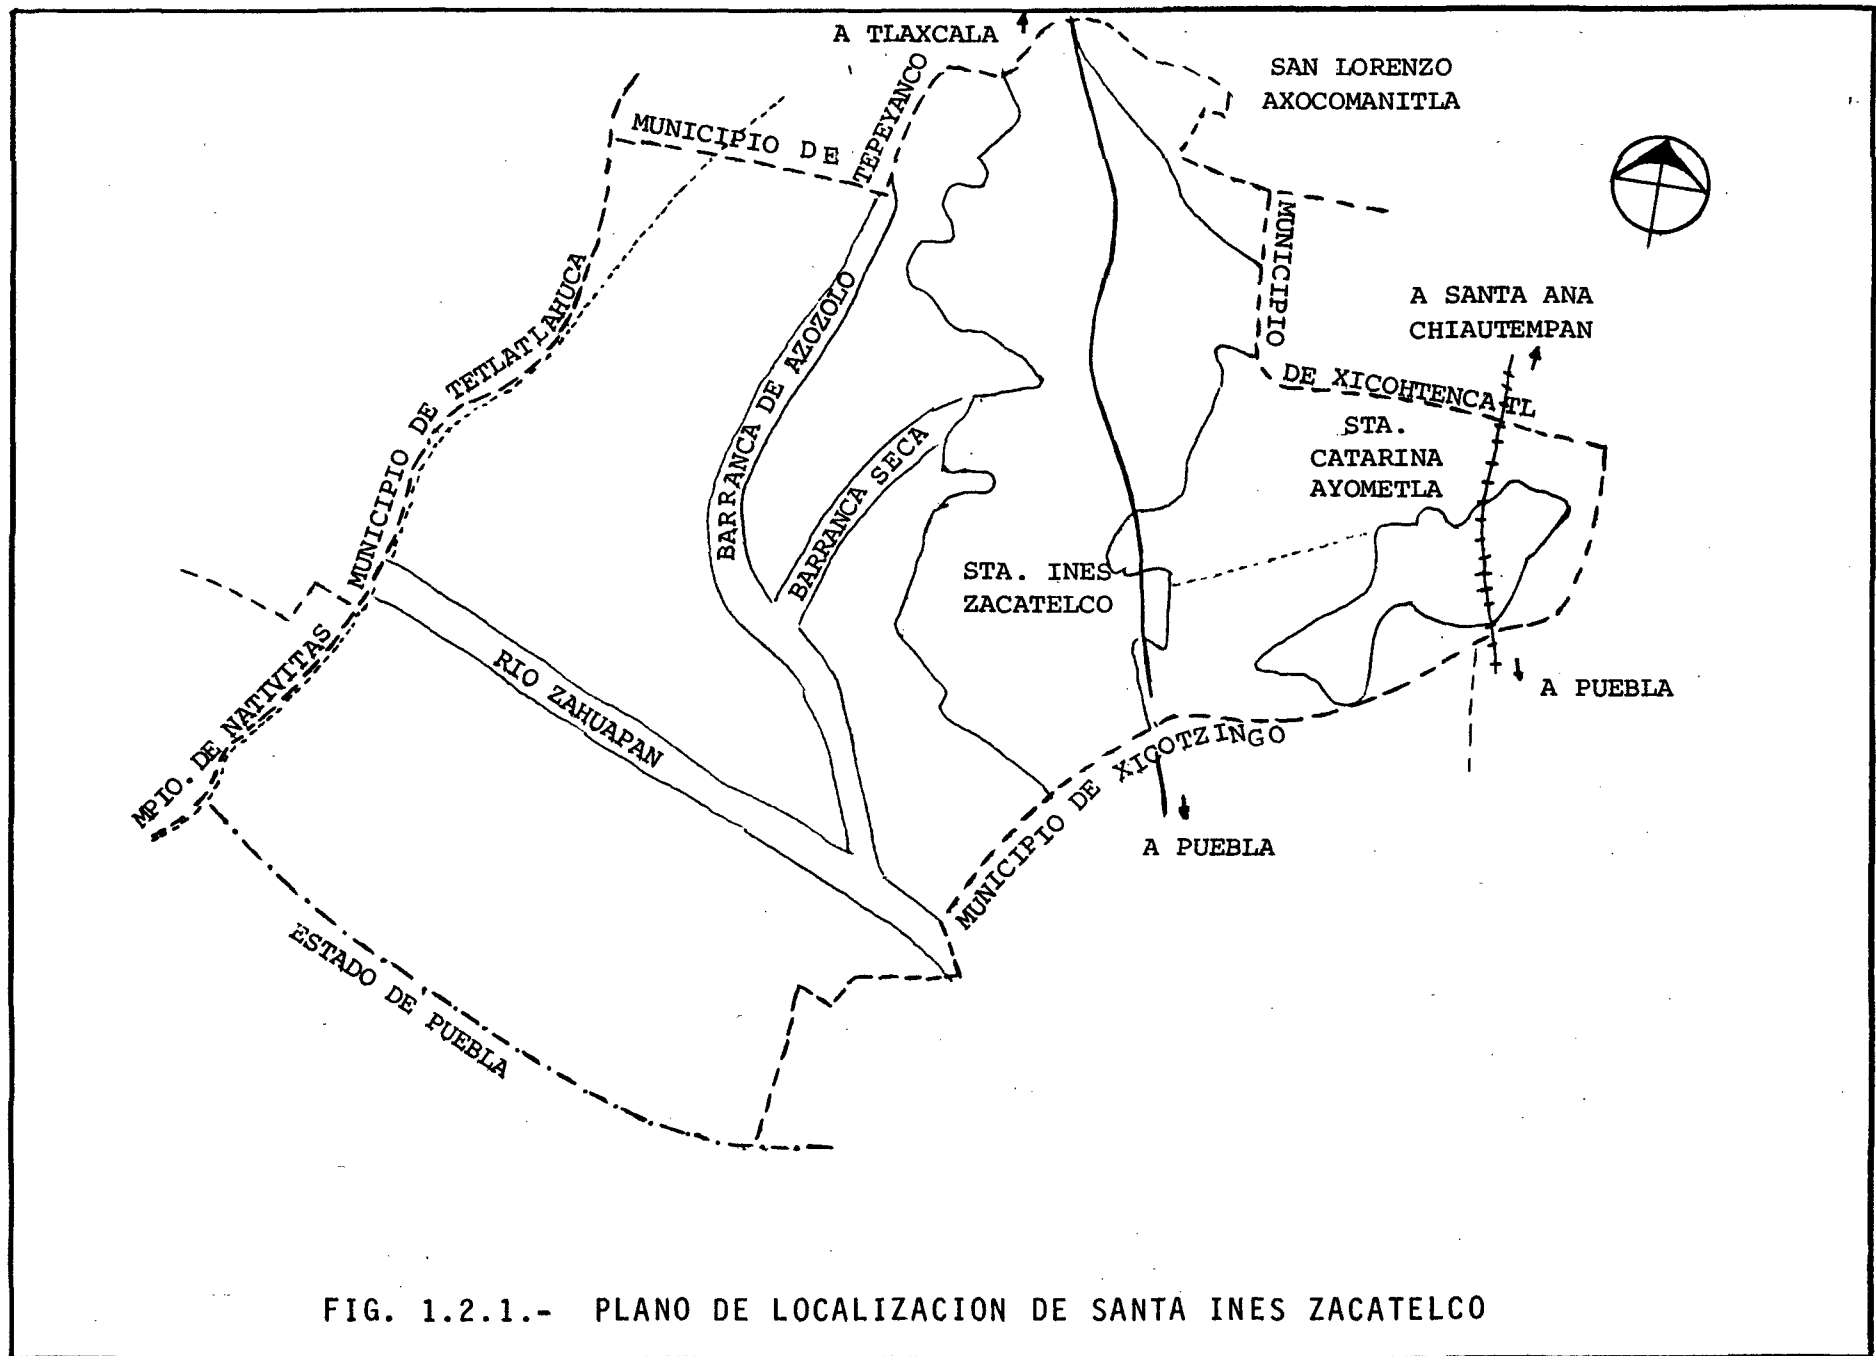 A TLAXCALA
SAN LORENZO
AXOCOMANITLA
MUNICIPIO DE
TEPEYANCO
MUNICIPIO
DE XICOHTENCATL
A SANTA ANA
CHIAUTEMPAN
MUNICIPIO DE TETLATLAHUCA
BARRANCA DE AZOZOLO
BARRANCA SECA
STA.
CATARINA
AYOMETLA
STA. INES
ZACATELCO
MPIO. DE NATIVITAS
RIO ZAHUAPAN
A PUEBLA
MUNICIPIO DE XICOTZINGO
A PUEBLA
ESTADO DE PUEBLA
FIG. 1.2.1.- PLANO DE LOCALIZACION DE SANTA INES ZACATELCO